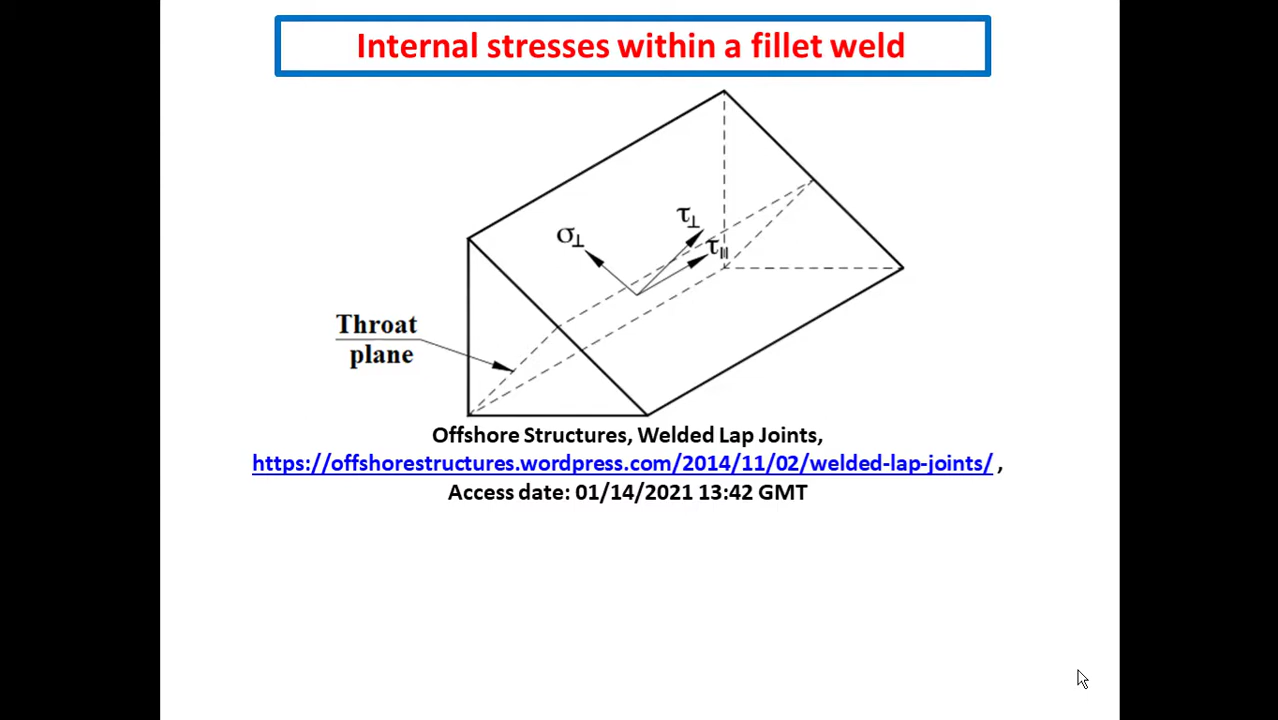 Internal stresses within a fillet weld
σ⊥
τ⊥
τ||
Throat
plane
Offshore Structures, Welded Lap Joints,
https://offshorestructures.wordpress.com/2014/11/02/welded-lap-joints/ ,
Access date: 01/14/2021 13:42 GMT